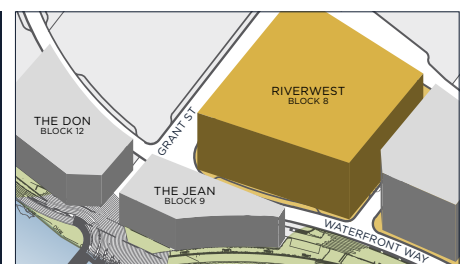 RIVERWEST
BLOCK 8
GRANT ST
THE DON
BLOCK 12
THE JEAN
BLOCK 9
WATERFRONT WAY